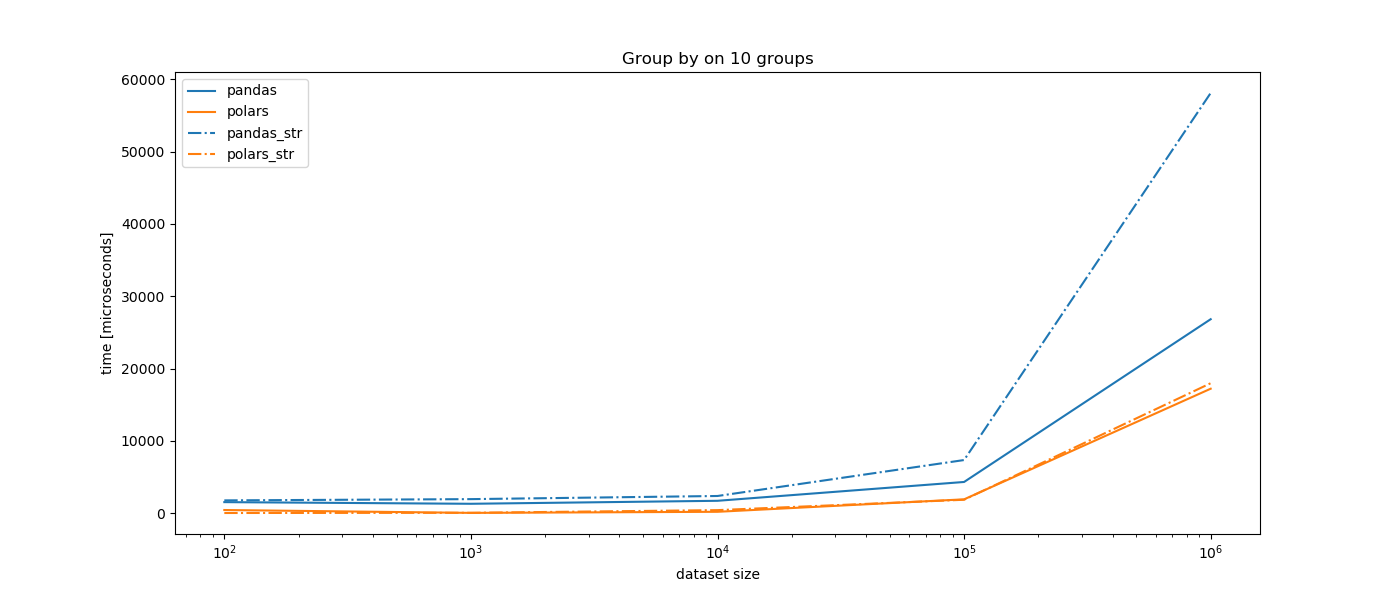 Group by on 10 groups
60000
50000
40000
30000
20000
10000
0
time [microseconds]
pandas
polars
pandas_str
polars_str
10² 10³ 10⁴ 10⁵ 10⁶
dataset size